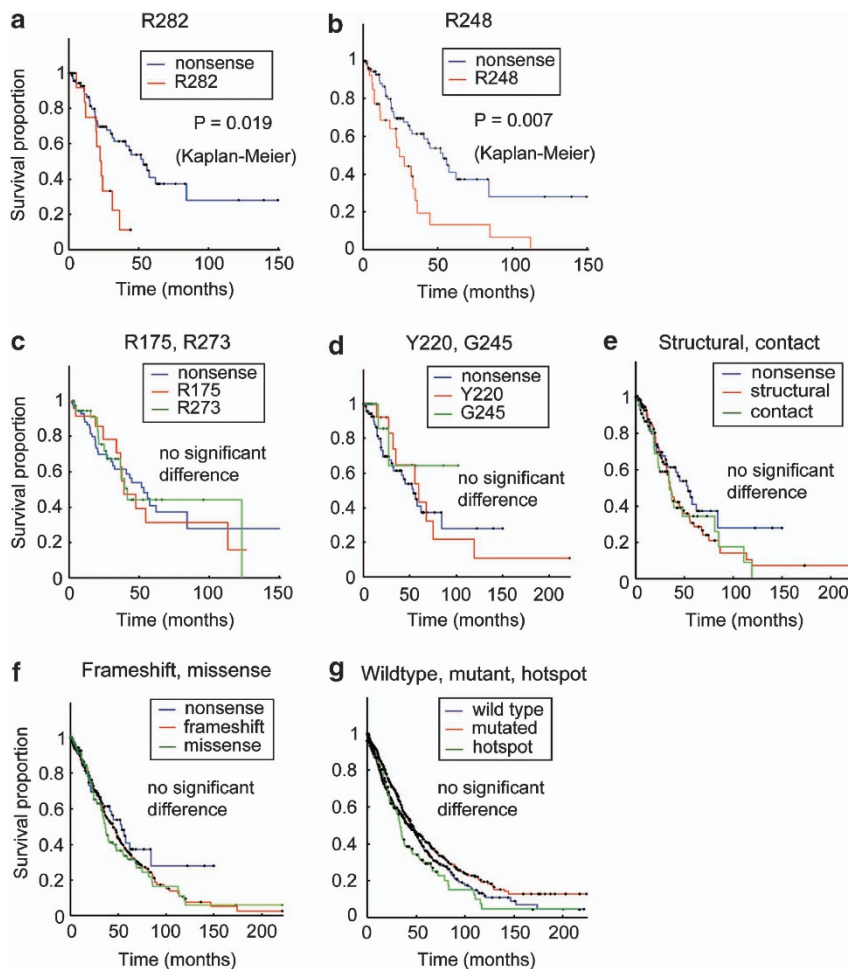 a R282
nonsense
R282
P = 0.019
(Kaplan-Meier)
Survival proportion
1
0.8
0.6
0.4
0.2
0 50 100 150
Time (months)
b R248
nonsense
R248
P = 0.007
(Kaplan-Meier)
1
0.8
0.6
0.4
0.2
0 50 100 150
Time (months)
c R175, R273
nonsense
R175
R273
no significant
difference
Survival proportion
1
0.8
0.6
0.4
0.2
0
0 50 100 150
Time (months)
d Y220, G245
nonsense
Y220
G245
no significant
difference
1
0.8
0.6
0.4
0.2
0
0 50 100 150 200
Time (months)
e Structural, contact
nonsense
structural
contact
no significant
difference
1
0.8
0.6
0.4
0.2
0
0 50 100 150 200
Time (months)
f Frameshift, missense
nonsense
frameshift
missense
no significant
difference
Survival proportion
1
0.8
0.6
0.4
0.2
0
0 50 100 150 200
Time (months)
g Wildtype, mutant, hotspot
wild type
mutated
hotspot
no significant
difference
1
0.8
0.6
0.4
0.2
0
0 50 100 150 200
Time (months)